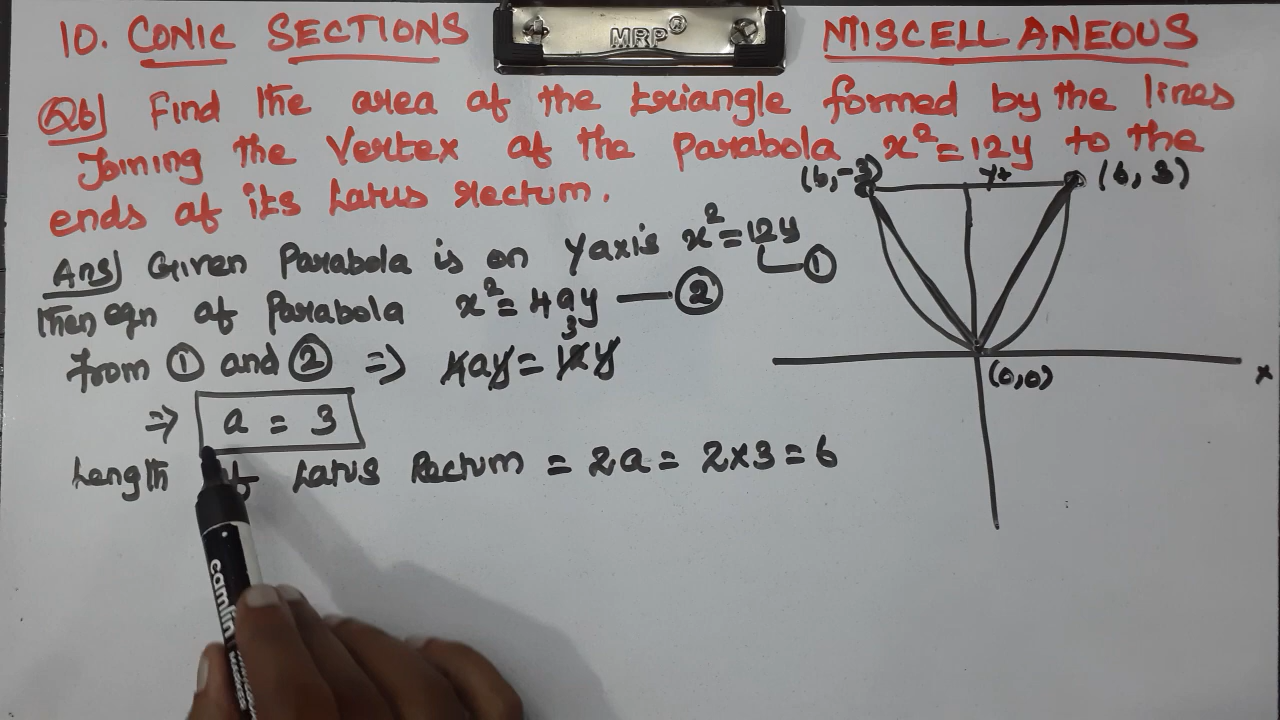 10. CONIC SECTIONS
MRP®
MISCELLANEOUS
Q6) Find the area of the triangle formed by the lines
Joining the Vertex of the Parabola x² = 12y to the
ends of its Latus rectum.
Ans) Given Parabola is on y axis x² = 12y — ①
then eqn of Parabola x² = 4ay — ②
from ① and ② ⇒ 4ay = 12y 3
⇒ a = 3
Length of Latus Rectum = 2a = 2×3 = 6
(6, -3)
y+
(6, 3)
(0,0)
x
camlin